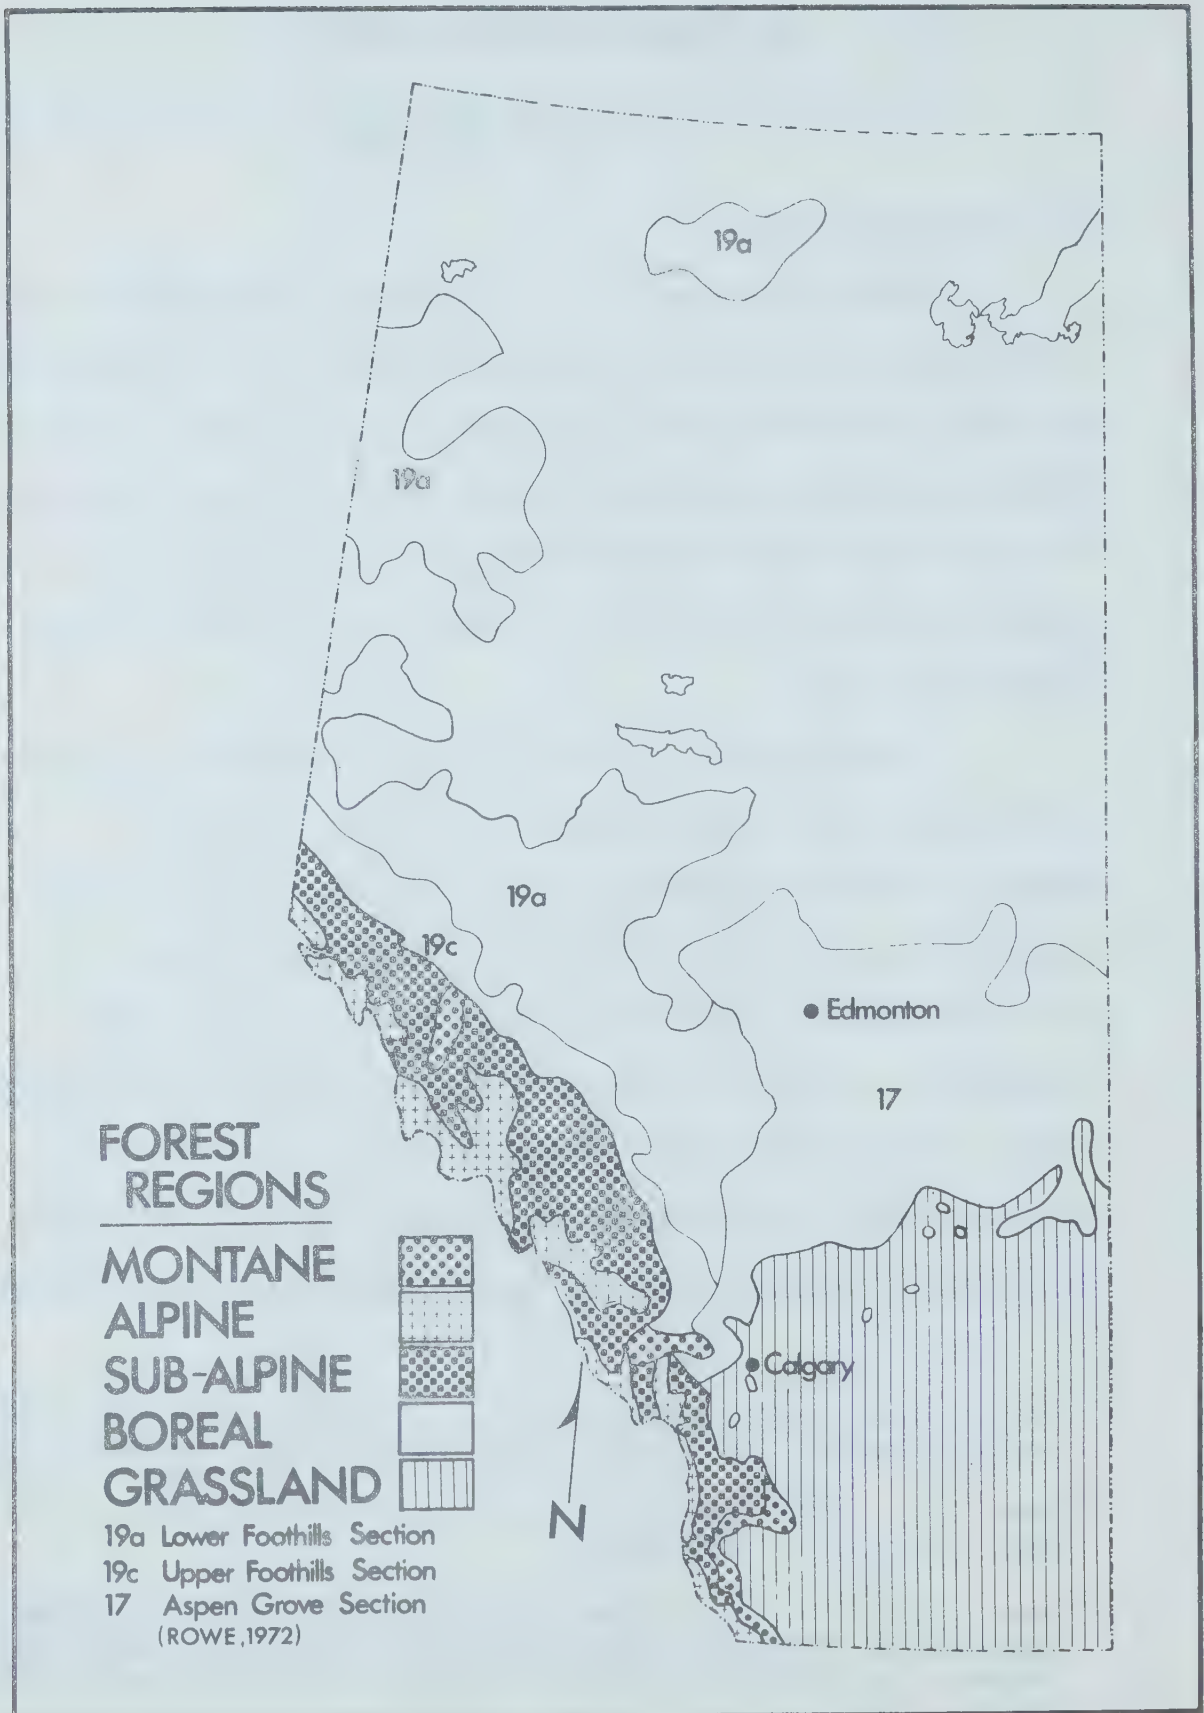 19a
19a
19a
19c
Edmonton
17
Calgary
FOREST
REGIONS
MONTANE
ALPINE
SUB-ALPINE
BOREAL
GRASSLAND
19a Lower Foothills Section
19c Upper Foothills Section
17 Aspen Grove Section
(ROWE,1972)
N